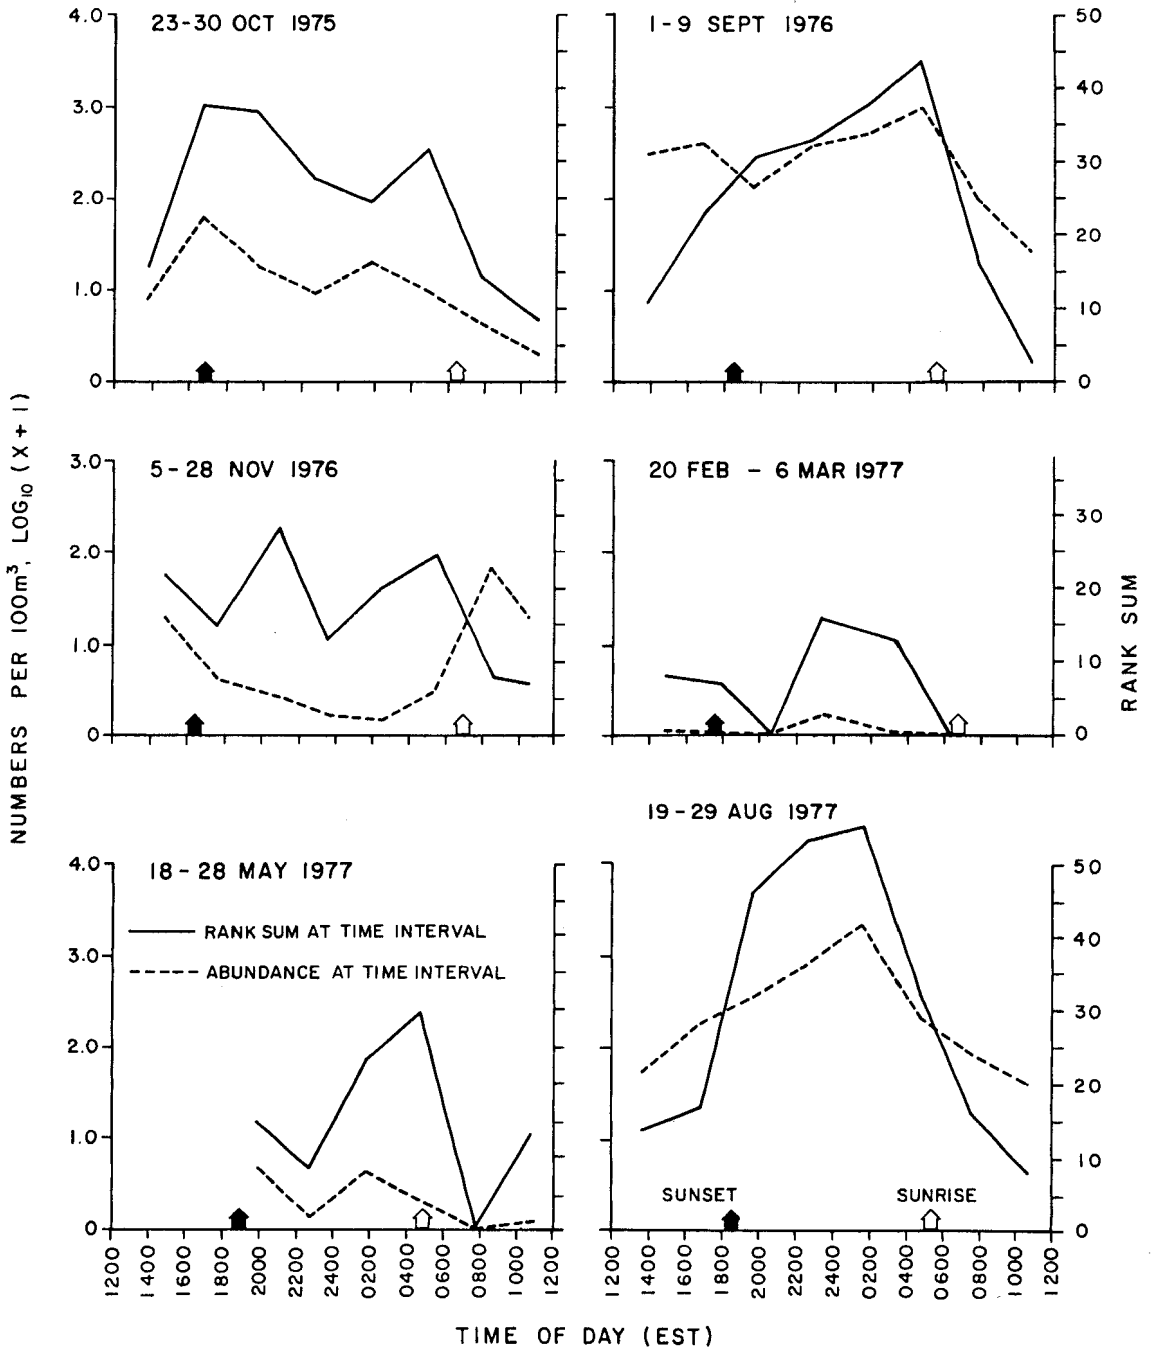 NUMBERS PER 100m³, LOG₁₀ (X + 1)
23-30 OCT 1975
4.0
3.0
2.0
1.0
0
1-9 SEPT 1976
50
40
30
20
10
0
5-28 NOV 1976
3.0
2.0
1.0
0
20 FEB - 6 MAR 1977
30
20
10
0
RANK SUM
18-28 MAY 1977
4.0
3.0
2.0
1.0
0
RANK SUM AT TIME INTERVAL
ABUNDANCE AT TIME INTERVAL
1200 1400 1600 1800 2000 2200 2400 0200 0400 0600 0800 1000 1200
19-29 AUG 1977
50
40
30
20
10
0
SUNSET SUNRISE
1200 1400 1600 1800 2000 2200 2400 0200 0400 0600 0800 1000 1200
TIME OF DAY (EST)